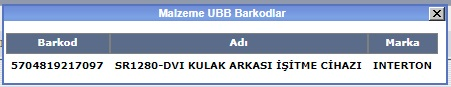 Malzeme UBB Barkodlar
Barkod Adı Marka
5704819217097 SR1280-DVI KULAK ARKASI İŞİTME CİHAZI INTERTON